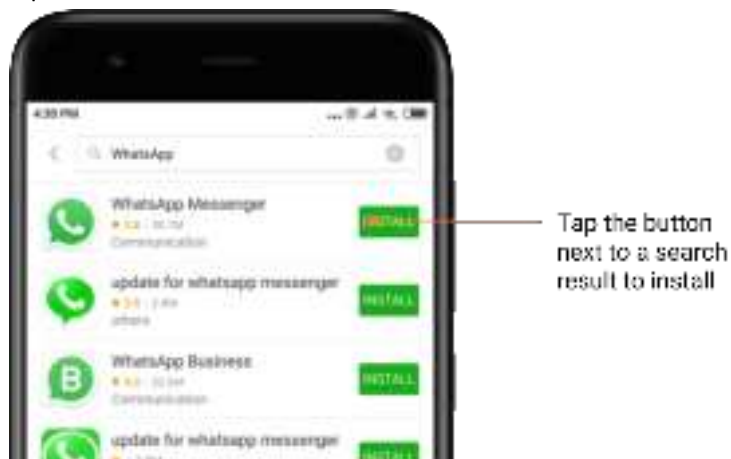 4:30 PM
WhatsApp
WhatsApp Messenger
INSTALL
Communication
Tap the button
next to a search
result to install
update for whatsapp messenger
INSTALL
others
WhatsApp Business
INSTALL
Communication
update for whatsapp messenger
INSTALL